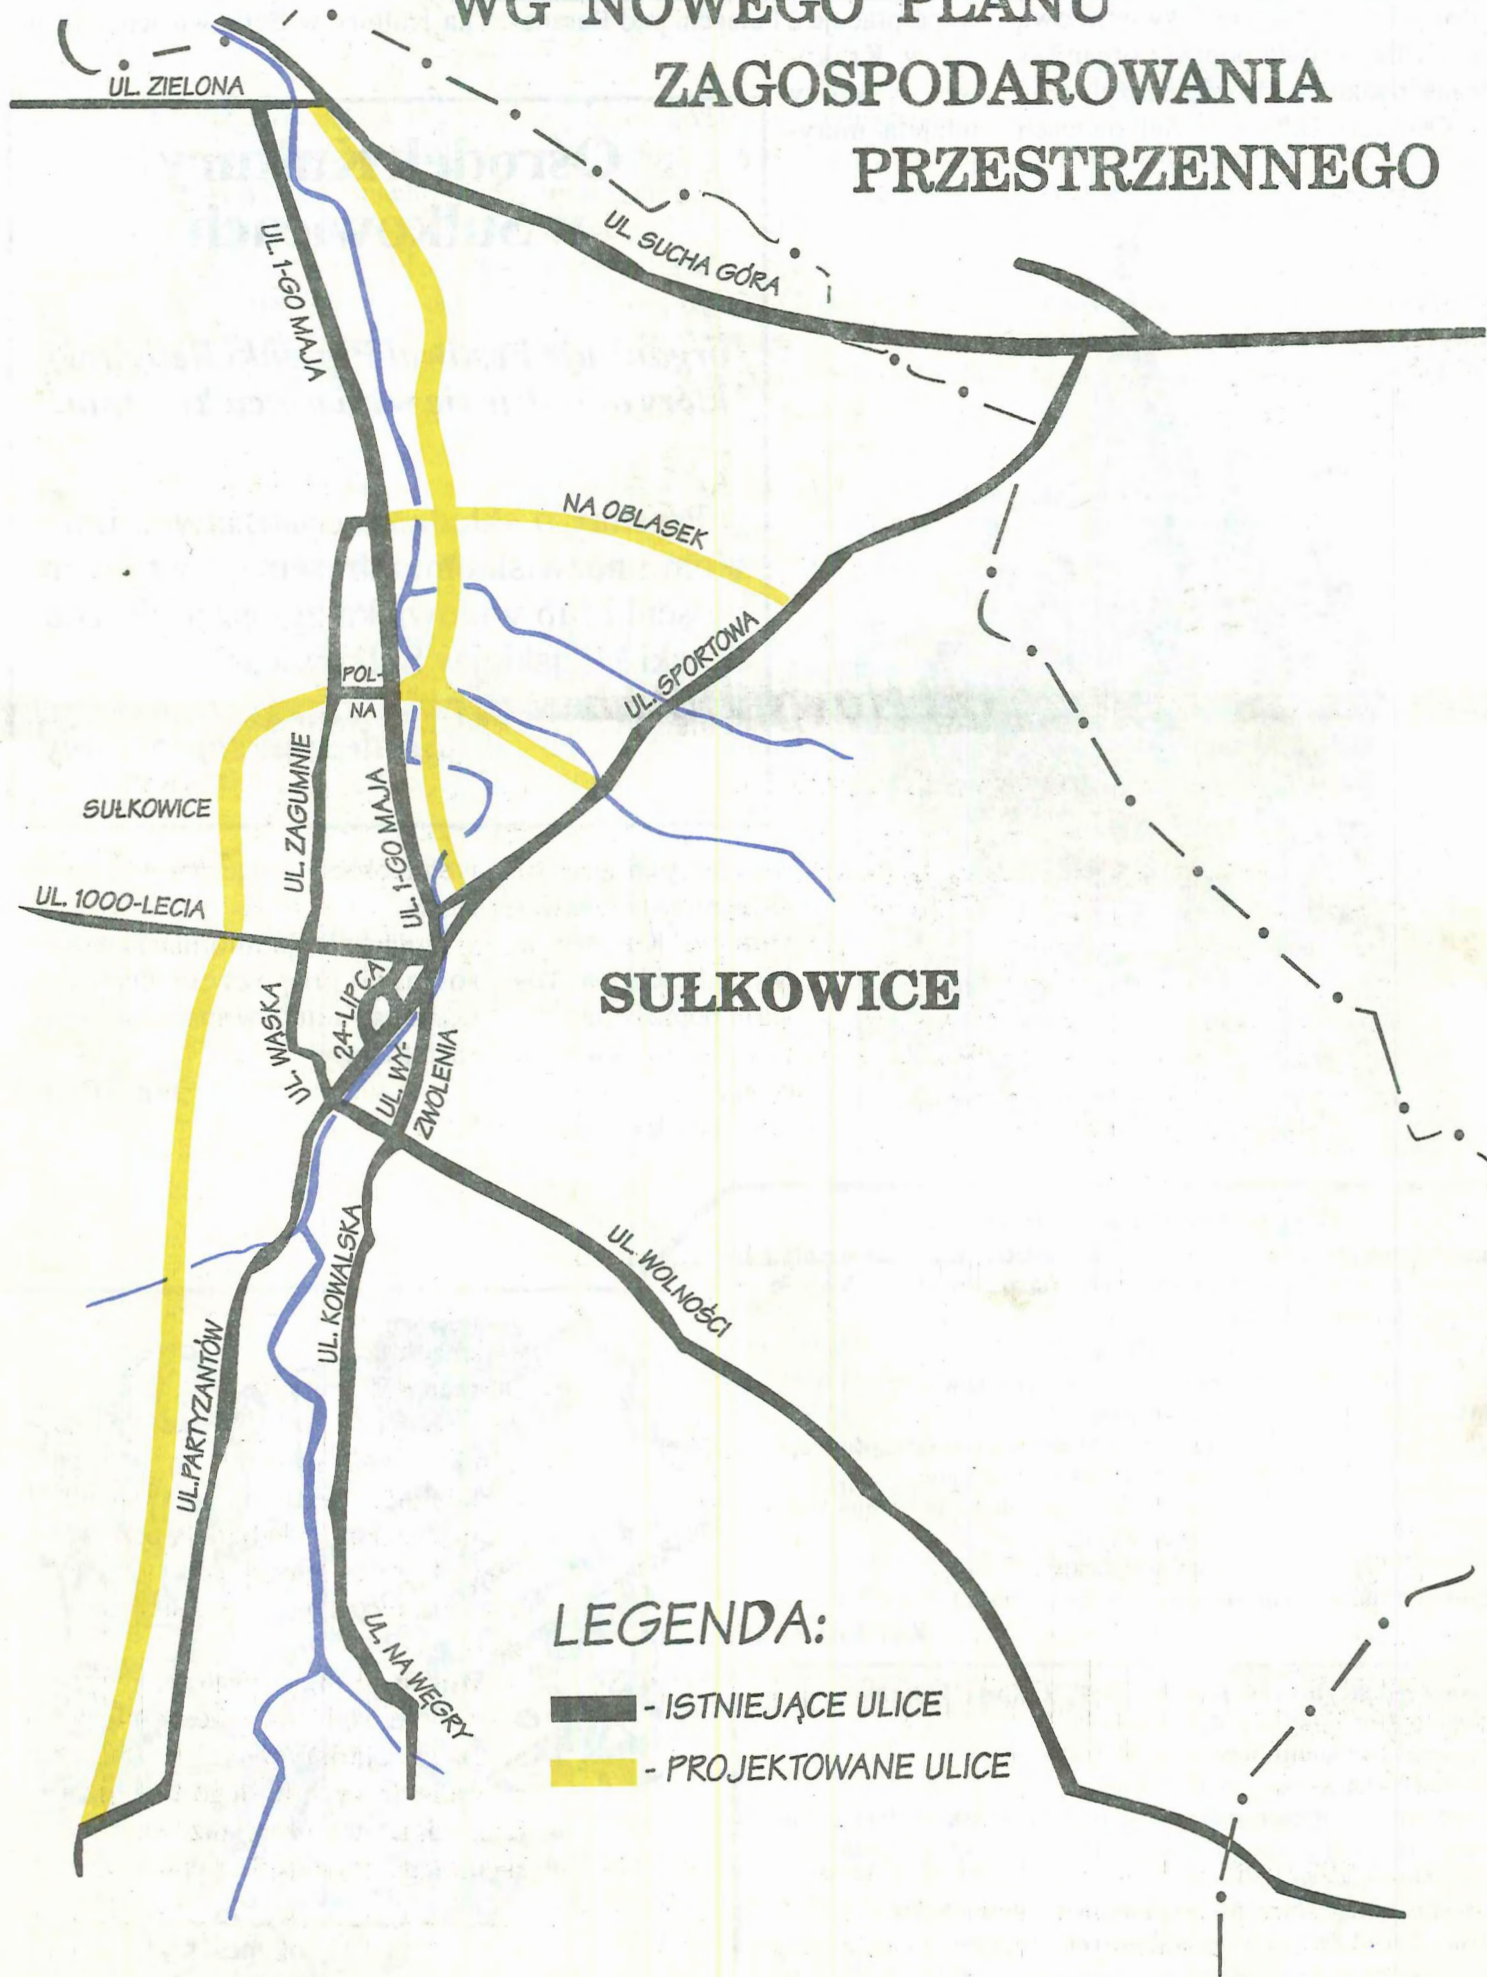 WG NOWEGO PLANU
ZAGOSPODAROWANIA
PRZESTRZENNEGO
UL. ZIELONA
UL. 1-GO MAJA
UL. SUCHA GÓRA
NA OBLASEK
UL. SPORTOWA
POL-
NA
UL. ZAGUMNIE
UL. 1-GO MAJA
SUŁKOWICE
UL. 1000-LECIA
SUŁKOWICE
UL. WĄSKA
24-LIPCA
UL. WY-
ZWOLENIA
UL. KOWALSKA
UL. WOLNOŚCI
UL. PARTYZANTÓW
UL. NA WĘGRY
LEGENDA:
- ISTNIEJĄCE ULICE
- PROJEKTOWANE ULICE